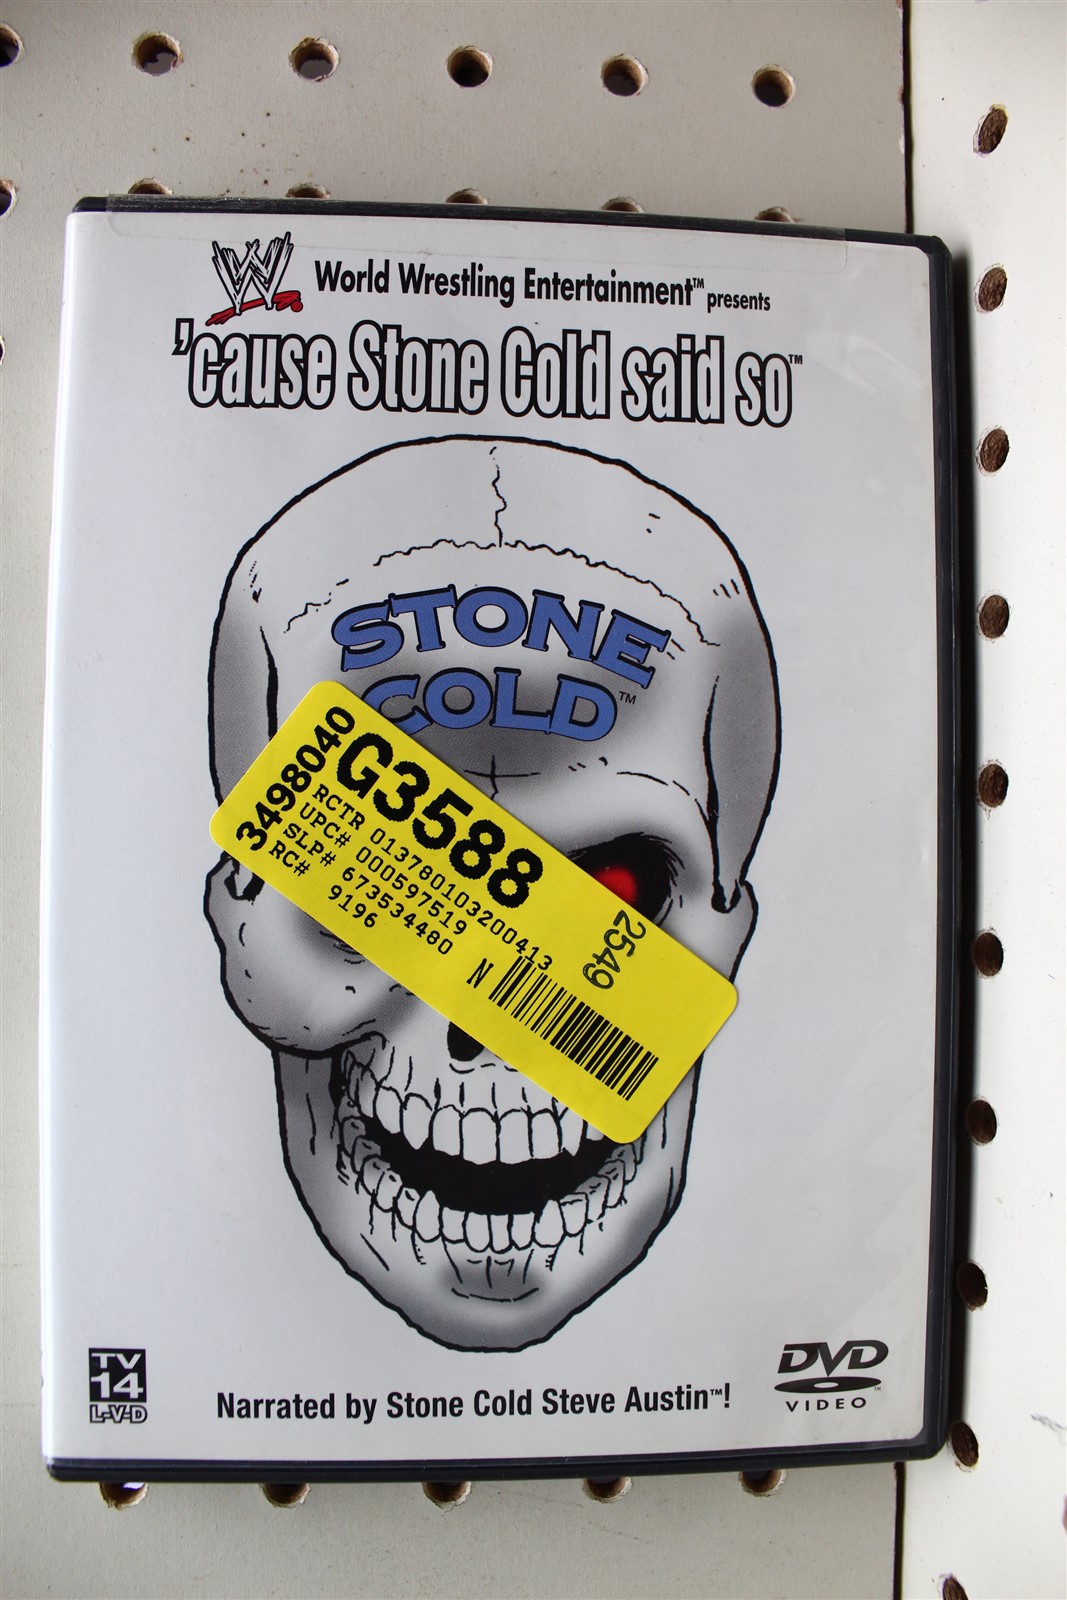 W
World Wrestling Entertainment™ presents
'cause Stone Cold said so™
STONE
COLD™
3498040
G3588
RCTR 013780103200413
UPC# 000597519
SLP# 673534480
RC# 9196
2549
N
TV
14
L-V-D
Narrated by Stone Cold Steve Austin™!
DVD™
VIDEO